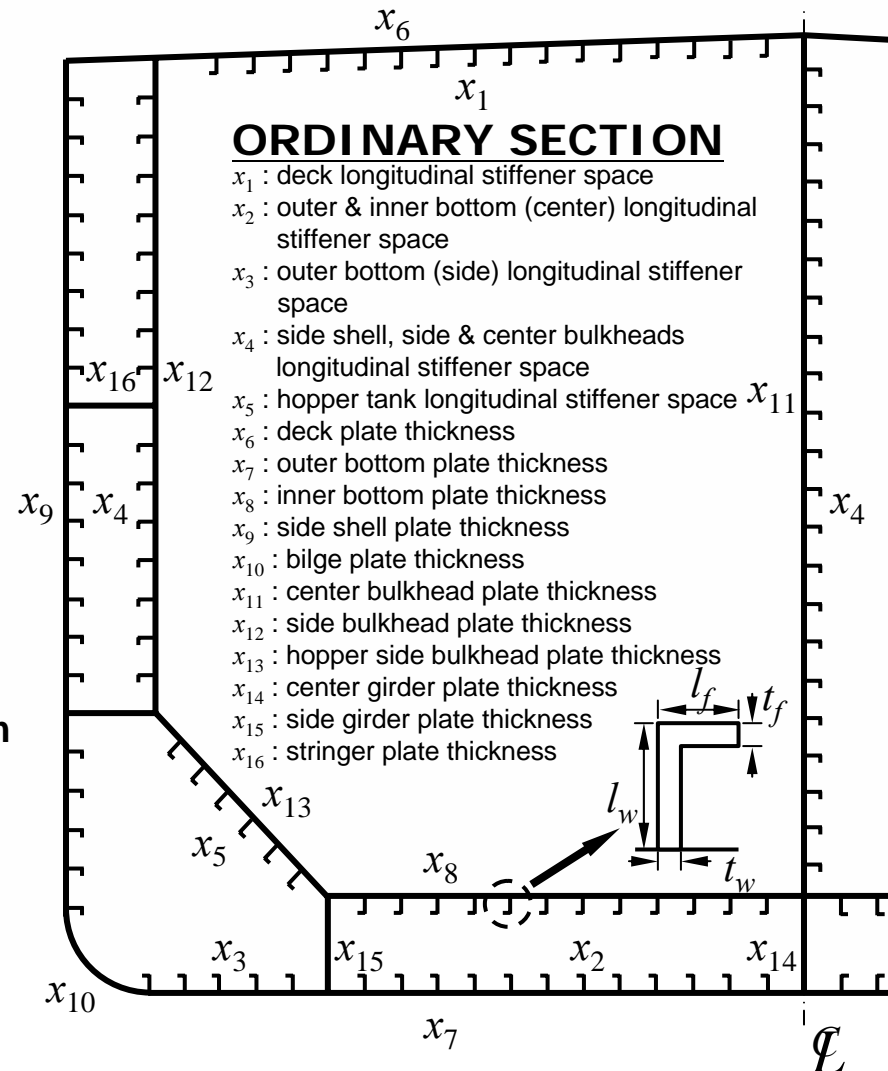 x6
x1
ORDINARY SECTION
x1 : deck longitudinal stiffener space
x2 : outer & inner bottom (center) longitudinal
stiffener space
x3 : outer bottom (side) longitudinal stiffener
space
x4 : side shell, side & center bulkheads
longitudinal stiffener space
x5 : hopper tank longitudinal stiffener space
x6 : deck plate thickness
x7 : outer bottom plate thickness
x8 : inner bottom plate thickness
x9 : side shell plate thickness
x10 : bilge plate thickness
x11 : center bulkhead plate thickness
x12 : side bulkhead plate thickness
x13 : hopper side bulkhead plate thickness
x14 : center girder plate thickness
x15 : side girder plate thickness
x16 : stringer plate thickness
x16 x12
x11
x9 x4
x4
n
lf
tf
lw
tw
x13
x5
x8
x3 x15 x2 x14
x10
x7
℄